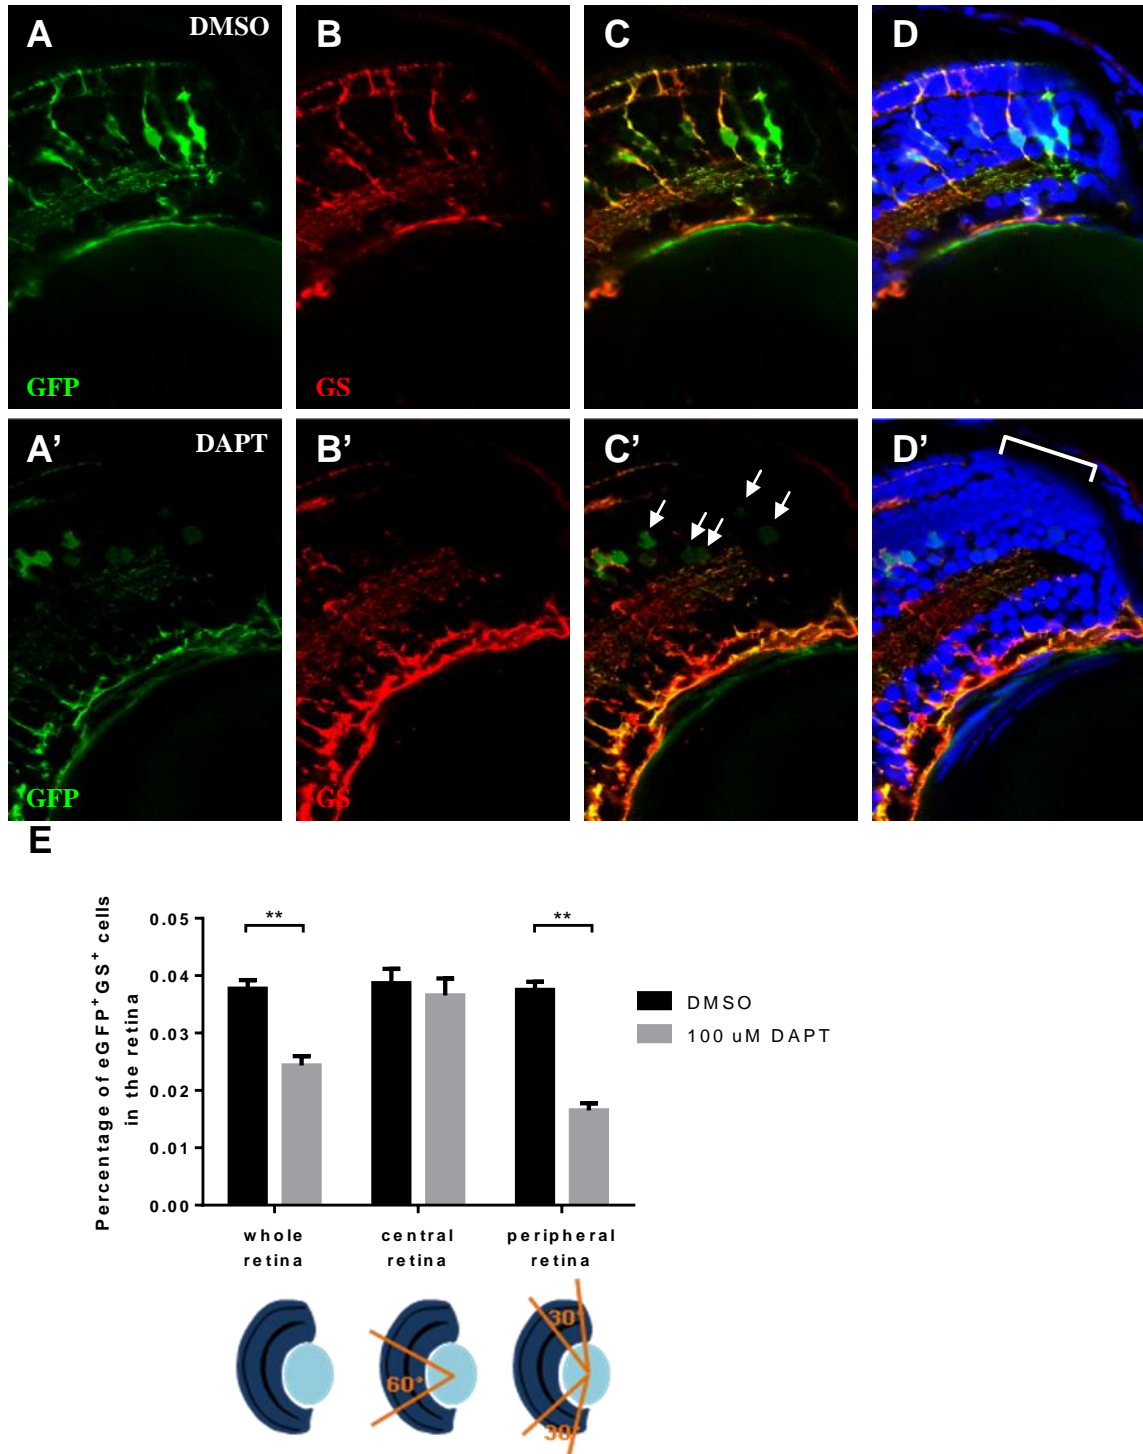 A DMSO B C D
GFP GS
A' DAPT B' C' D'
GFP GS
E
Percentage of eGFP⁺GS⁺ cells
in the retina
0.05
0.04
0.03
0.02
0.01
0.00
** **
DMSO
100 uM DAPT
whole central peripheral
retina retina retina
60°
30°
30°